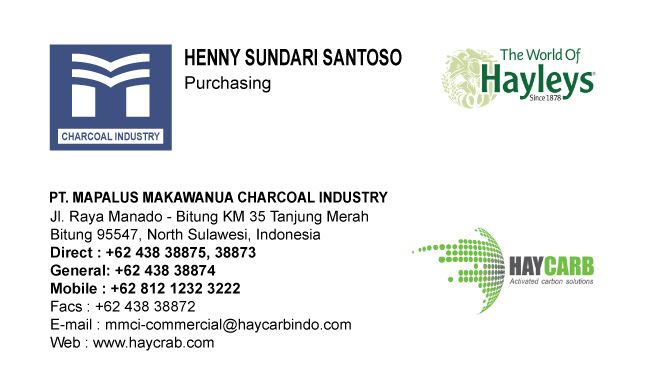 HENNY SUNDARI SANTOSO
Purchasing
CHARCOAL INDUSTRY
The World Of
Hayleys
Since 1878
PT. MAPALUS MAKAWANUA CHARCOAL INDUSTRY
Jl. Raya Manado - Bitung KM 35 Tanjung Merah
Bitung 95547, North Sulawesi, Indonesia
Direct : +62 438 38875, 38873
General: +62 438 38874
Mobile : +62 812 1232 3222
Facs : +62 438 38872
E-mail : mmci-commercial@haycarbindo.com
Web : www.haycrab.com
HAYCARB
Activated carbon solutions